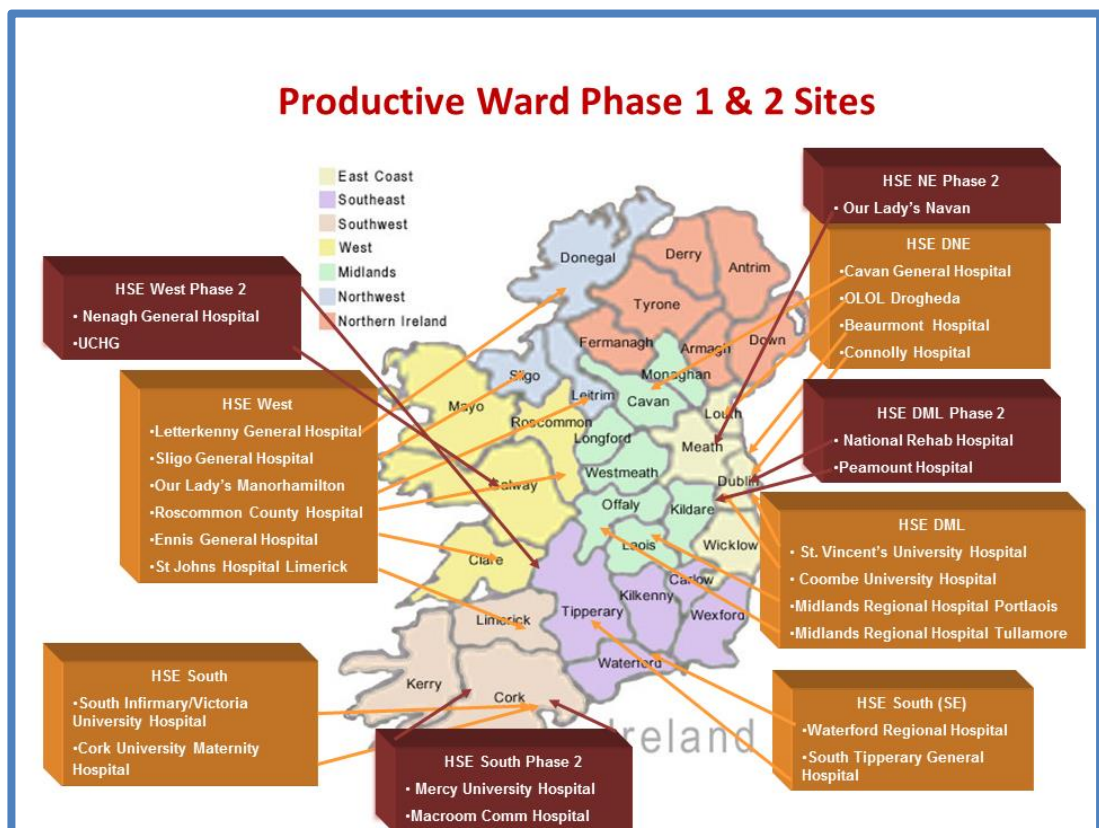 Productive Ward Phase 1 & 2 Sites
East Coast
Southeast
Southwest
West
Midlands
Northwest
Northern Ireland
HSE NE Phase 2
•Our Lady's Navan
HSE DNE
•Cavan General Hospital
•OLOL Drogheda
•Beaurmont Hospital
•Connolly Hospital
HSE West Phase 2
• Nenagh General Hospital
•UCHG
HSE West
•Letterkenny General Hospital
•Sligo General Hospital
•Our Lady's Manorhamilton
•Roscommon County Hospital
•Ennis General Hospital
•St Johns Hospital Limerick
HSE DML Phase 2
• National Rehab Hospital
•Peamount Hospital
HSE DML
• St. Vincent's University Hospital
• Coombe University Hospital
•Midlands Regional Hospital Portlaois
•Midlands Regional Hospital Tullamore
HSE South
•South Infirmary/Victoria
University Hospital
•Cork University Maternity
Hospital
HSE South Phase 2
• Mercy University Hospital
•Macroom Comm Hospital
HSE South (SE)
•Waterford Regional Hospital
•South Tipperary General
Hospital
Donegal
Derry
Antrim
Tyrone
Fermanagh
Armagh
Down
Monaghan
Sligo
Leitrim
Cavan
Louth
Mayo
Roscommon
Longford
Meath
Westmeath
Dublin
Galway
Offaly
Kildare
Laois
Wicklow
Clare
Carlow
Kilkenny
Tipperary
Wexford
Limerick
Waterford
Kerry
Cork
reland